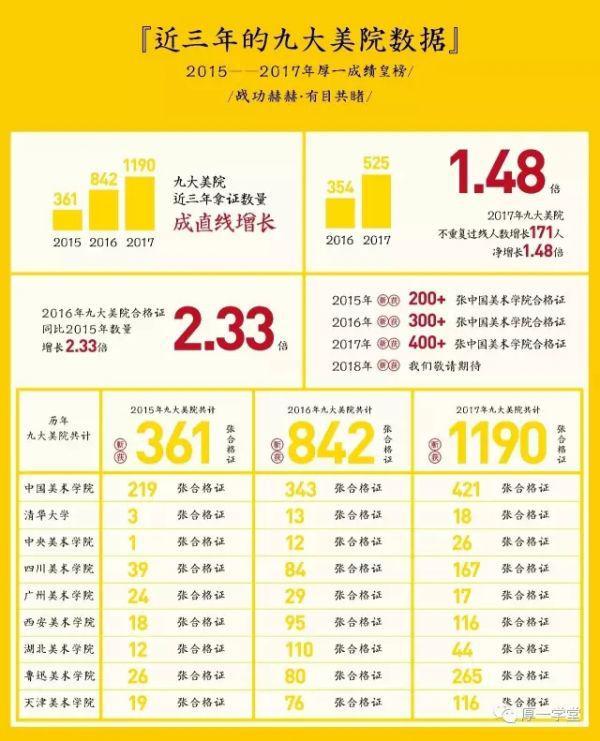 『近三年的九大美院数据』
2015——2017年厚一成绩皇榜/
/战功赫赫·有目共睹/
361
842
1190
2015 2016 2017
九大美院
近三年拿证数量
成直线增长
354
525
2016 2017
1.48倍
2017年九大美院
不重复过线人数增长171人
净增长1.48倍
2016年九大美院合格证
同比2015年数量
增长2.33倍
2.33倍
2015年 斩获 200+ 张中国美术学院合格证
2016年 斩获 300+ 张中国美术学院合格证
2017年 斩获 400+ 张中国美术学院合格证
2018年 斩获 我们敬请期待
历年
九大美院共计
2015年九大美院共计
斩获 361 张合格证
2016年九大美院共计
斩获 842 张合格证
2017年九大美院共计
斩获 1190 张合格证
中国美术学院 219 张合格证 343 张合格证 421 张合格证
清华大学 3 张合格证 13 张合格证 18 张合格证
中央美术学院 1 张合格证 12 张合格证 26 张合格证
四川美术学院 39 张合格证 84 张合格证 167 张合格证
广州美术学院 24 张合格证 29 张合格证 17 张合格证
西安美术学院 18 张合格证 95 张合格证 116 张合格证
湖北美术学院 12 张合格证 110 张合格证 44 张合格证
鲁迅美术学院 26 张合格证 80 张合格证 265 张合格证
天津美术学院 19 张合格证 76 张合格证 116 张合格证
厚一学堂